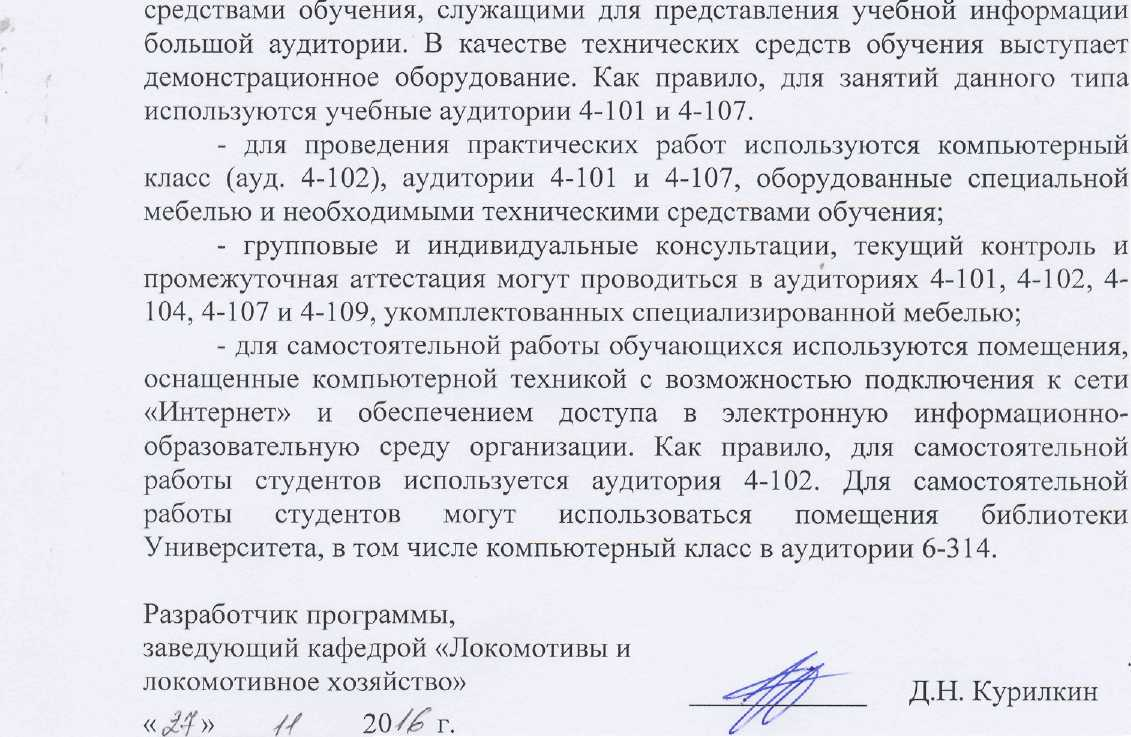 средствами обучения, служащими для представления учебной информации
большой аудитории. В качестве технических средств обучения выступает
демонстрационное оборудование. Как правило, для занятий данного типа
используются учебные аудитории 4-101 и 4-107.
- для проведения практических работ используются компьютерный
класс (ауд. 4-102), аудитории 4-101 и 4-107, оборудованные специальной
мебелью и необходимыми техническими средствами обучения;
- групповые и индивидуальные консультации, текущий контроль и
промежуточная аттестация могут проводиться в аудиториях 4-101, 4-102, 4-
104, 4-107 и 4-109, укомплектованных специализированной мебелью;
- для самостоятельной работы обучающихся используются помещения,
оснащенные компьютерной техникой с возможностью подключения к сети
«Интернет» и обеспечением доступа в электронную информационно-
образовательную среду организации. Как правило, для самостоятельной
работы студентов используется аудитория 4-102. Для самостоятельной
работы студентов могут использоваться помещения библиотеки
Университета, в том числе компьютерный класс в аудитории 6-314.
Разработчик программы,
заведующий кафедрой «Локомотивы и
локомотивное хозяйство» Д.Н. Курилкин
«27» 11 2016 г.